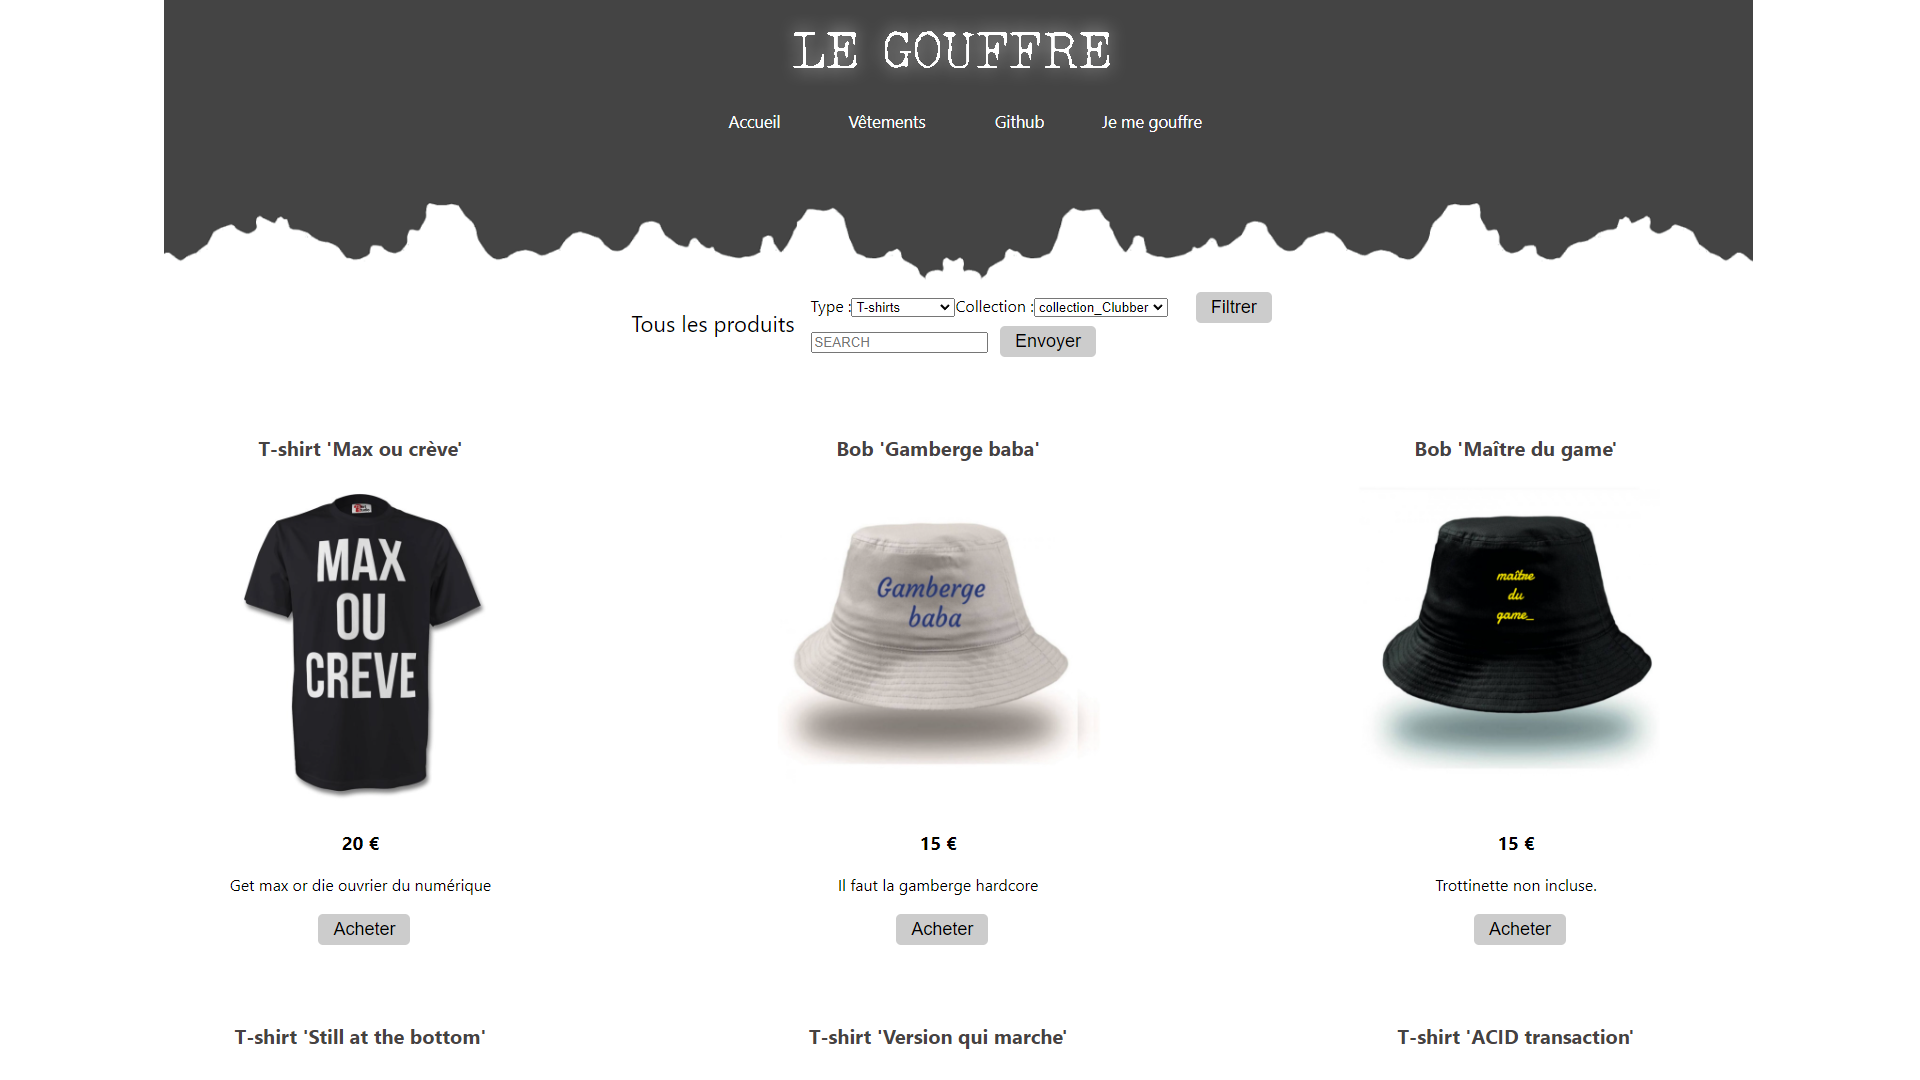 LE GOUFFRE
Accueil Vêtements Github Je me gouffre
Tous les produits
Type : T-shirts Collection : collection_Clubber Filtrer
SEARCH Envoyer
T-shirt 'Max ou crève' Bob 'Gamberge baba' Bob 'Maître du game'
MAX
OU
CREVE
Gamberge
baba
maître
du
game_
20 € 15 € 15 €
Get max or die ouvrier du numérique Il faut la gamberge hardcore Trottinette non incluse.
Acheter Acheter Acheter
T-shirt 'Still at the bottom' T-shirt 'Version qui marche' T-shirt 'ACID transaction'